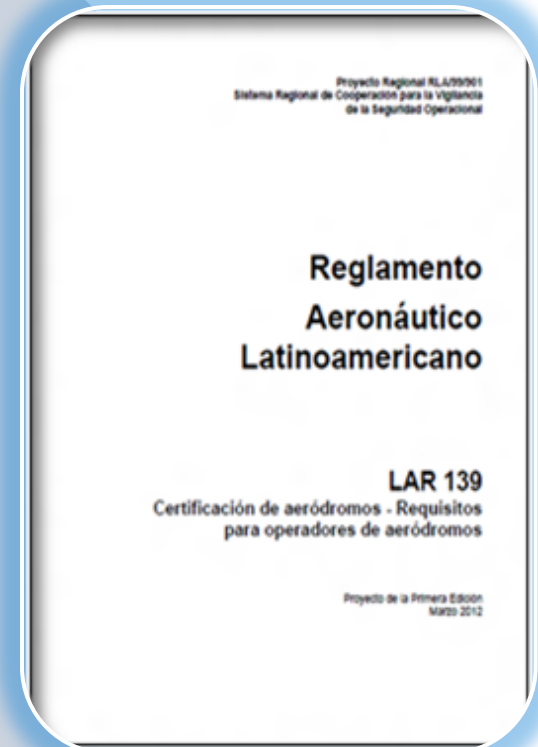 Proyecto Regional RLA/99/901
Sistema Regional de Cooperación para la Vigilancia
de la Seguridad Operacional
Reglamento
Aeronáutico
Latinoamericano
LAR 139
Certificación de aeródromos - Requisitos
para operadores de aeródromos
Proyecto de la Primera Edición
Marzo 2012